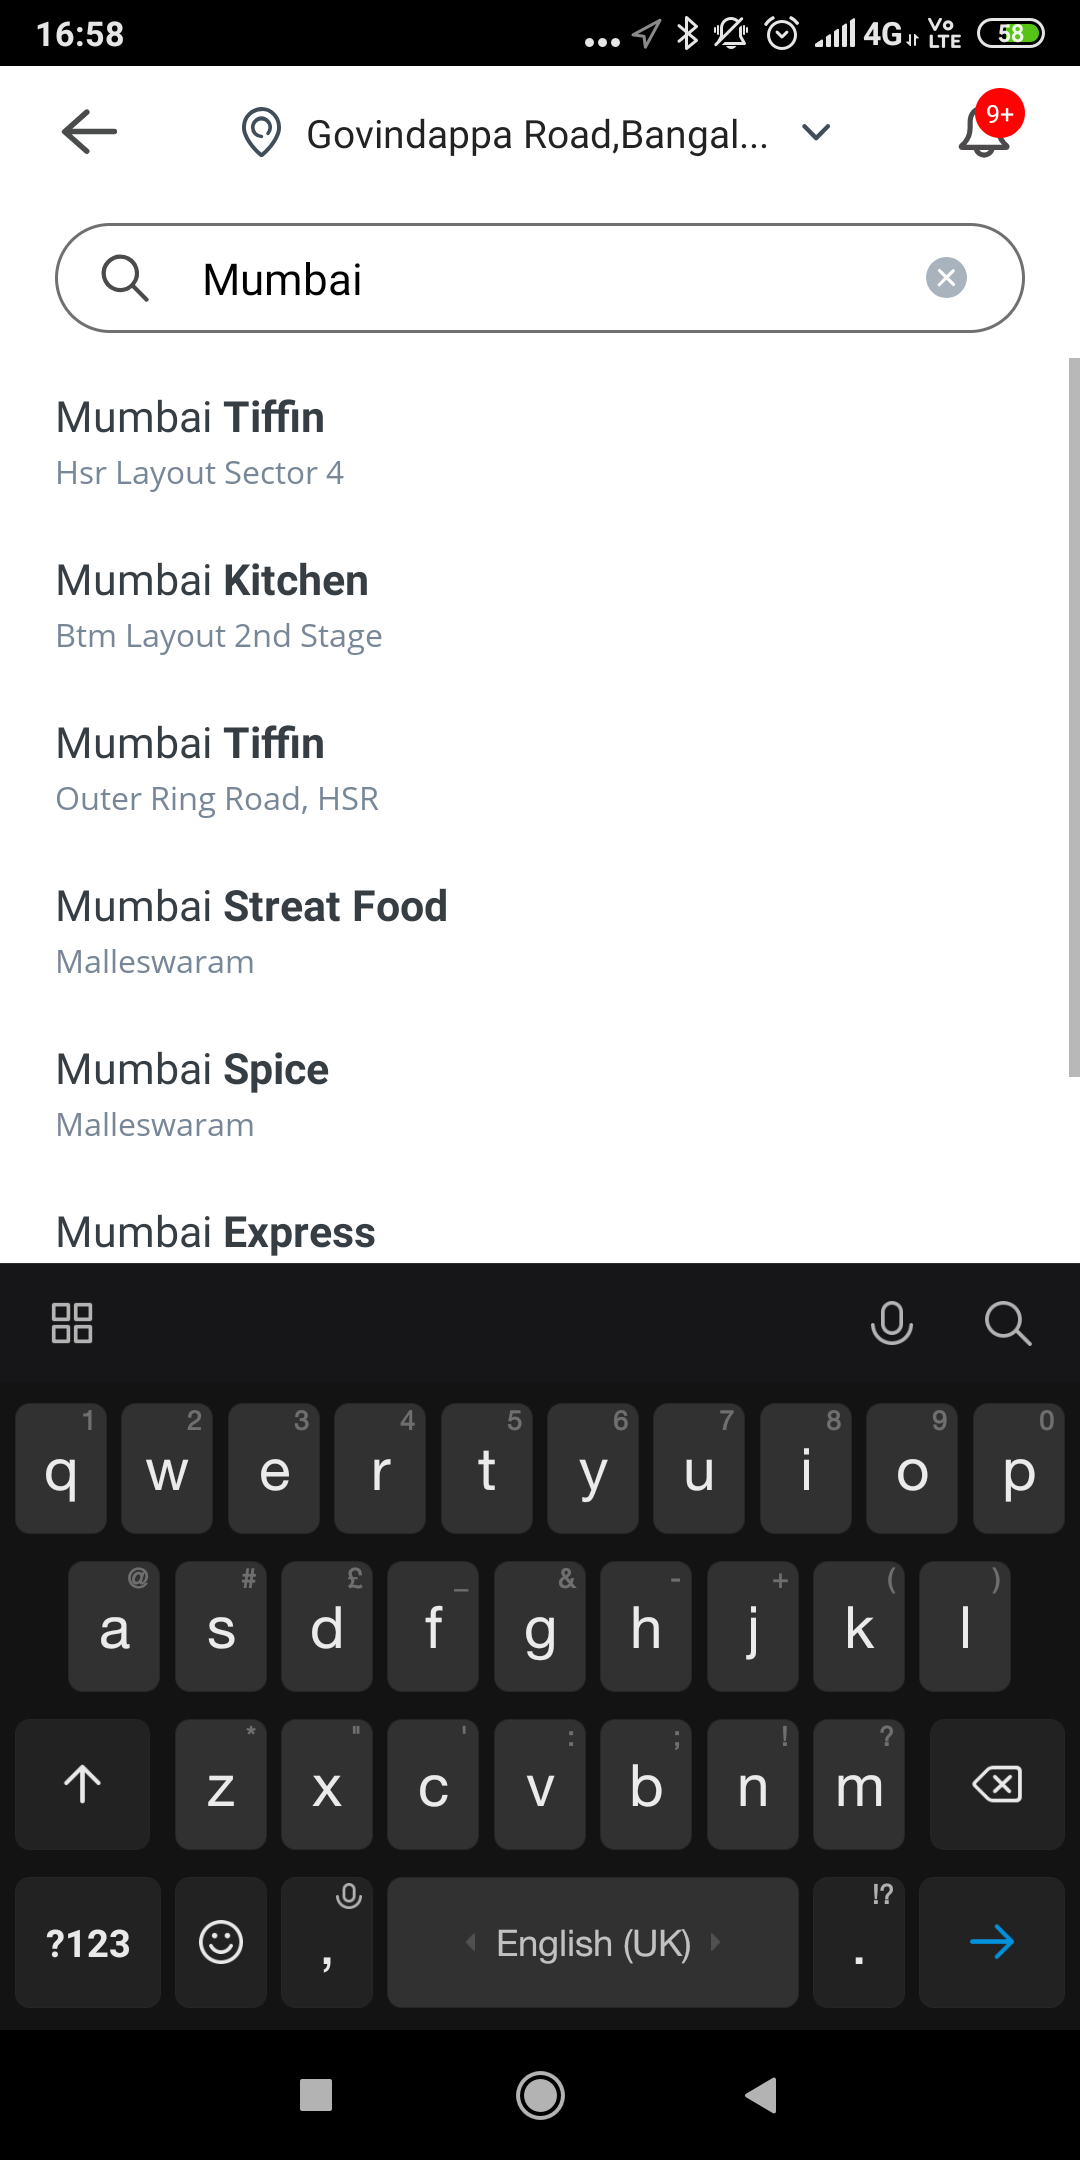 16:58
4G
Vo
LTE
58
Govindappa Road,Bangal...
9+
Mumbai
Mumbai Tiffin
Hsr Layout Sector 4
Mumbai Kitchen
Btm Layout 2nd Stage
Mumbai Tiffin
Outer Ring Road, HSR
Mumbai Streat Food
Malleswaram
Mumbai Spice
Malleswaram
Mumbai Express
1 2 3 4 5 6 7 8 9 0
q w e r t y u i o p
@ # £ _ & - + ( )
a s d f g h j k l
* " ' : ; ! ?
z x c v b n m
!?
?123 , English (UK) .